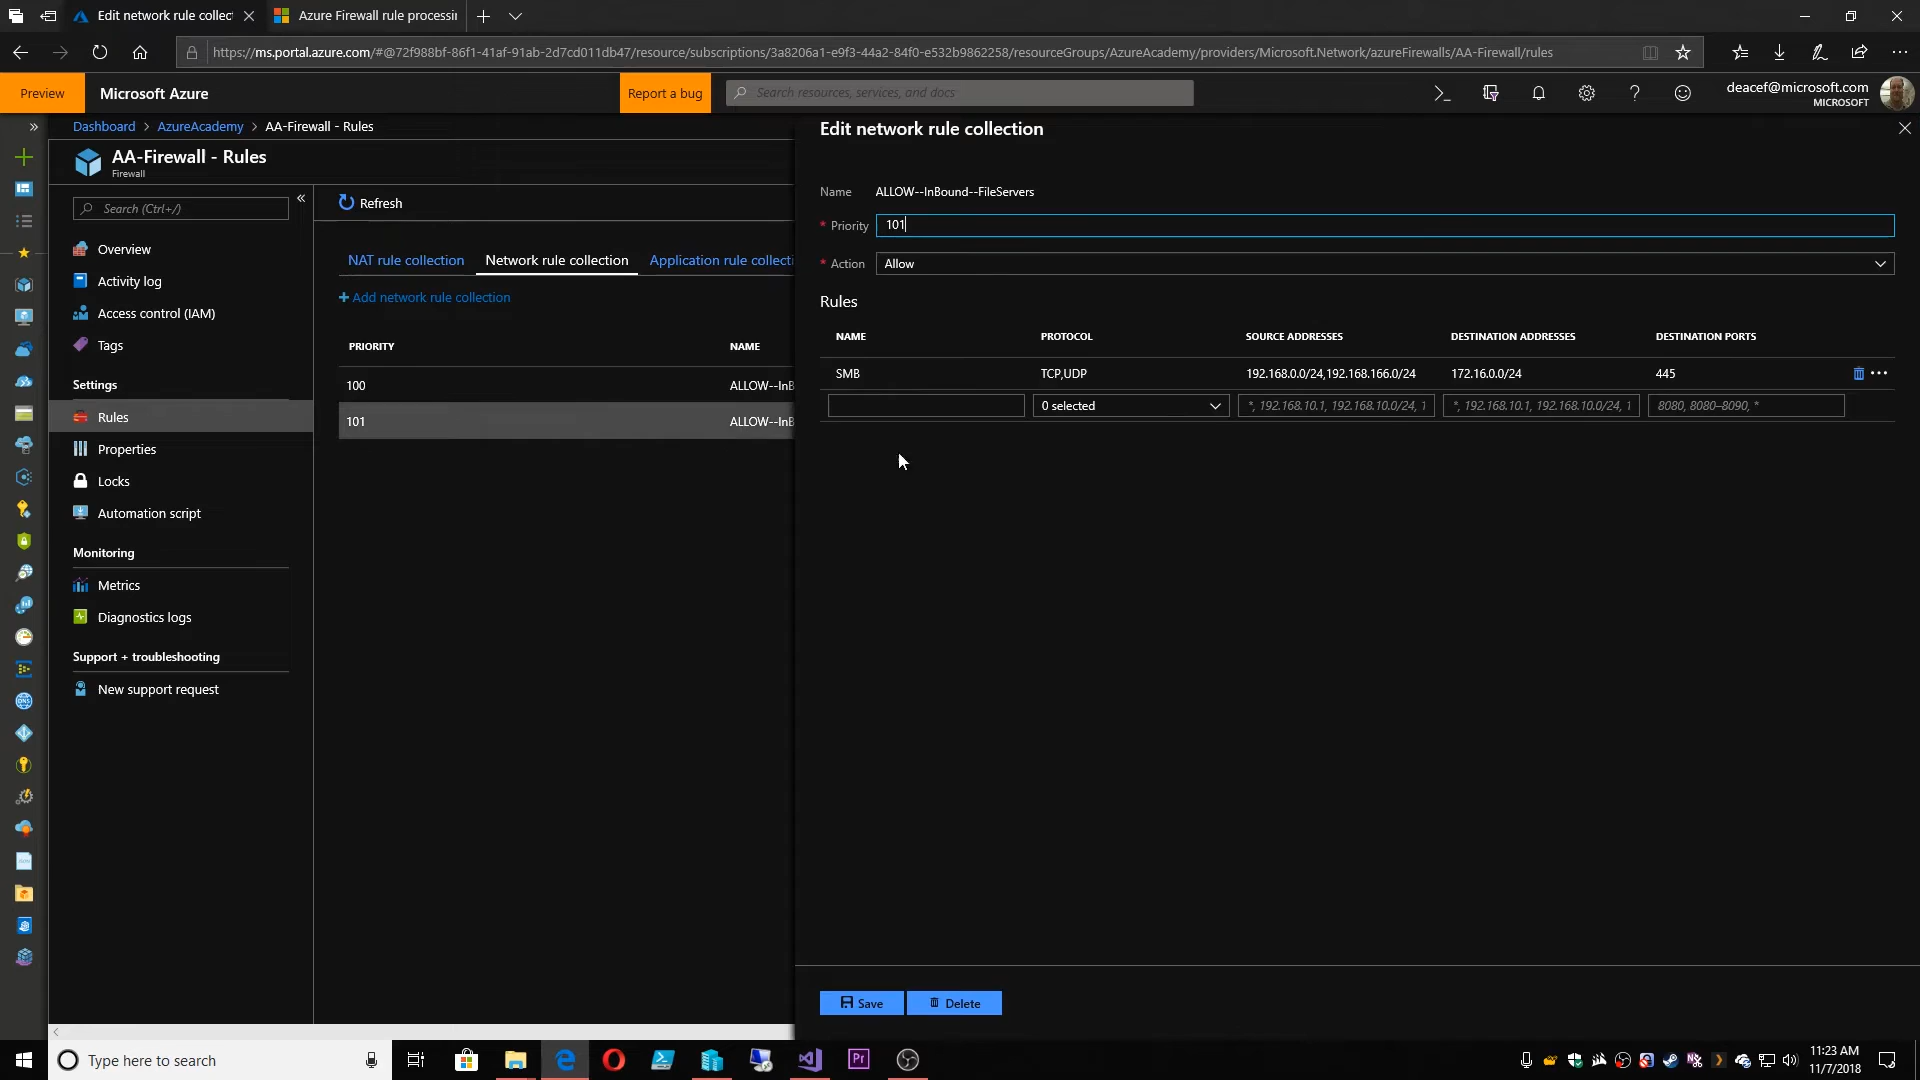 Edit network rule collect
Azure Firewall rule processin
https://ms.portal.azure.com/#@72f988bf-86f1-41af-91ab-2d7cd011db47/resource/subscriptions/3a8206a1-e9f3-44a2-84f0-e532b9862258/resourceGroups/AzureAcademy/providers/Microsoft.Network/azureFirewalls/AA-Firewall/rules
Preview
Microsoft Azure
Report a bug
Search resources, services, and docs
deacef@microsoft.com
MICROSOFT
Dashboard > AzureAcademy > AA-Firewall - Rules
AA-Firewall - Rules
Firewall
Search (Ctrl+/)
Overview
Activity log
Access control (IAM)
Tags
Settings
Rules
Properties
Locks
Automation script
Monitoring
Metrics
Diagnostics logs
Support + troubleshooting
New support request
Refresh
NAT rule collection
Network rule collection
Application rule collecti
+ Add network rule collection
PRIORITY NAME
100 ALLOW--InB
101 ALLOW--InB
Edit network rule collection
Name ALLOW--InBound--FileServers
* Priority 101
* Action Allow
Rules
NAME PROTOCOL SOURCE ADDRESSES DESTINATION ADDRESSES DESTINATION PORTS
SMB TCP,UDP 192.168.0.0/24,192.168.166.0/24 172.16.0.0/24 445
0 selected *, 192.168.10.1, 192.168.10.0/24, 1 *, 192.168.10.1, 192.168.10.0/24, 1 8080, 8080–8090, *
Save
Delete
Type here to search
Pr
11:23 AM
11/7/2018